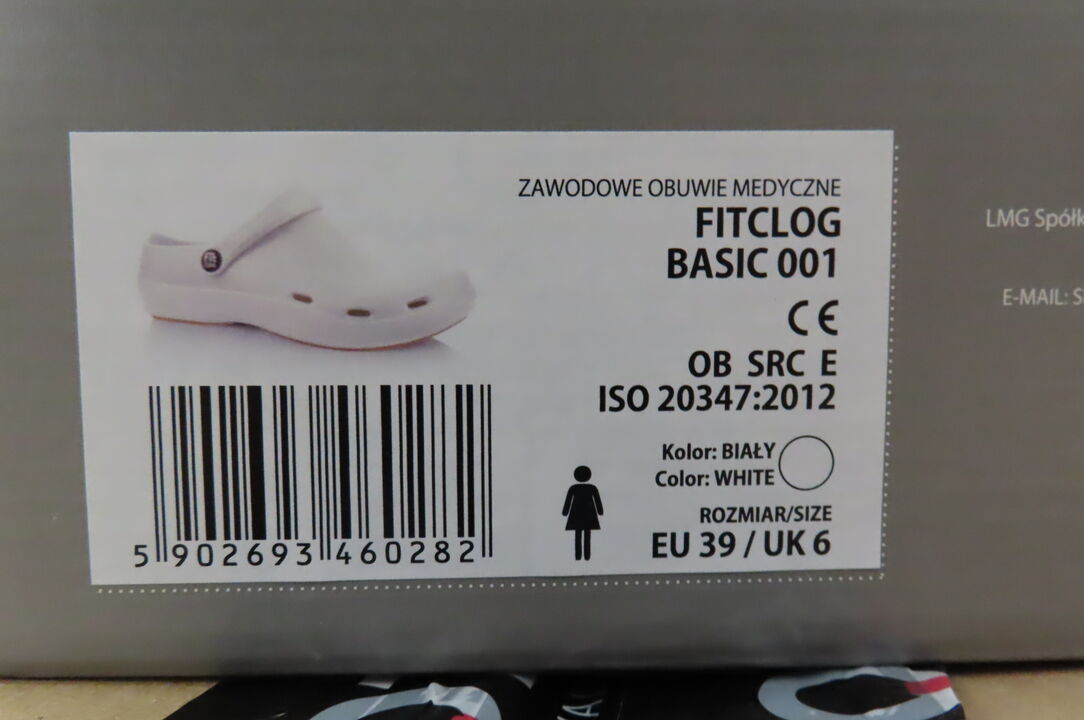 ZAWODOWE OBUWIE MEDYCZNE
FITCLOG
BASIC 001
CE
OB SRC E
ISO 20347:2012
Kolor: BIAŁY
Color: WHITE
ROZMIAR/SIZE
EU 39 / UK 6
5 902693 460282
LMG Spółk
E-MAIL: S